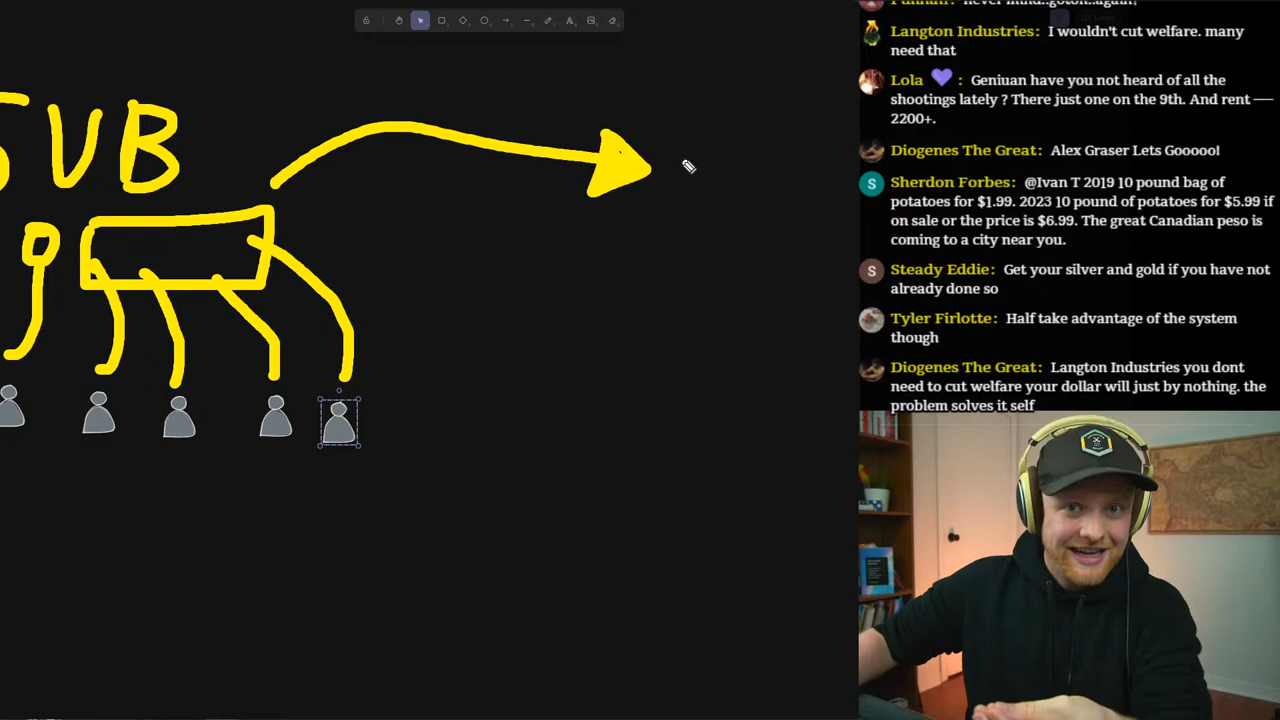 SUB
never mind..goton..again!
Langton Industries: I wouldn't cut welfare. many
need that
Lola 💜 : Geniuan have you not heard of all the
shootings lately ? There just one on the 9th. And rent —
2200+.
Diogenes The Great: Alex Graser Lets Gooooo!
S
Sherdon Forbes: @Ivan T 2019 10 pound bag of
potatoes for $1.99. 2023 10 pound of potatoes for $5.99 if
on sale or the price is $6.99. The great Canadian peso is
coming to a city near you.
S
Steady Eddie: Get your silver and gold if you have not
already done so
Tyler Firlotte: Half take advantage of the system
though
Diogenes The Great: Langton Industries you dont
need to cut welfare your dollar will just by nothing. the
problem solves it self